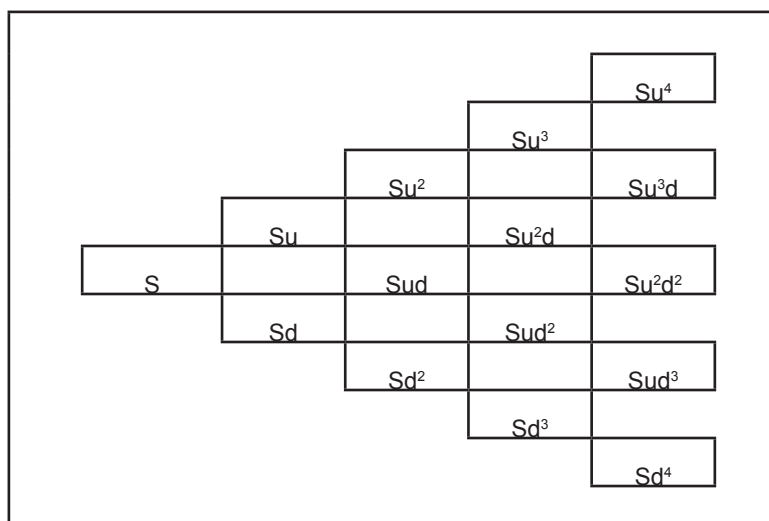 Su⁴
Su³
Su² Su³d
Su Su²d
S Sud Su²d²
Sd Sud²
Sd² Sud³
Sd³
Sd⁴